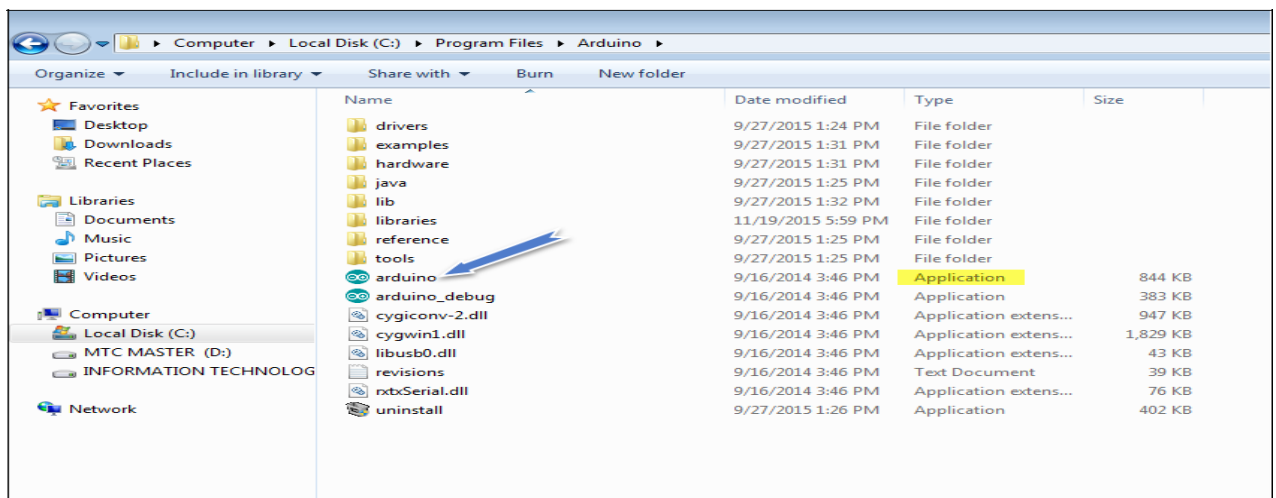 Computer Local Disk (C:) Program Files Arduino
Organize Include in library Share with Burn New folder
Favorites
Desktop
Downloads
Recent Places
Libraries
Documents
Music
Pictures
Videos
Computer
Local Disk (C:)
MTC MASTER (D:)
INFORMATION TECHNOLOG
Network
Name Date modified Type Size
drivers 9/27/2015 1:24 PM File folder
examples 9/27/2015 1:31 PM File folder
hardware 9/27/2015 1:31 PM File folder
java 9/27/2015 1:25 PM File folder
lib 9/27/2015 1:32 PM File folder
libraries 11/19/2015 5:59 PM File folder
reference 9/27/2015 1:25 PM File folder
tools 9/27/2015 1:25 PM File folder
arduino 9/16/2014 3:46 PM Application 844 KB
arduino_debug 9/16/2014 3:46 PM Application 383 KB
cygiconv-2.dll 9/16/2014 3:46 PM Application extens... 947 KB
cygwin1.dll 9/16/2014 3:46 PM Application extens... 1,829 KB
libusb0.dll 9/16/2014 3:46 PM Application extens... 43 KB
revisions 9/16/2014 3:46 PM Text Document 39 KB
rxtxSerial.dll 9/16/2014 3:46 PM Application extens... 76 KB
uninstall 9/27/2015 1:26 PM Application 402 KB